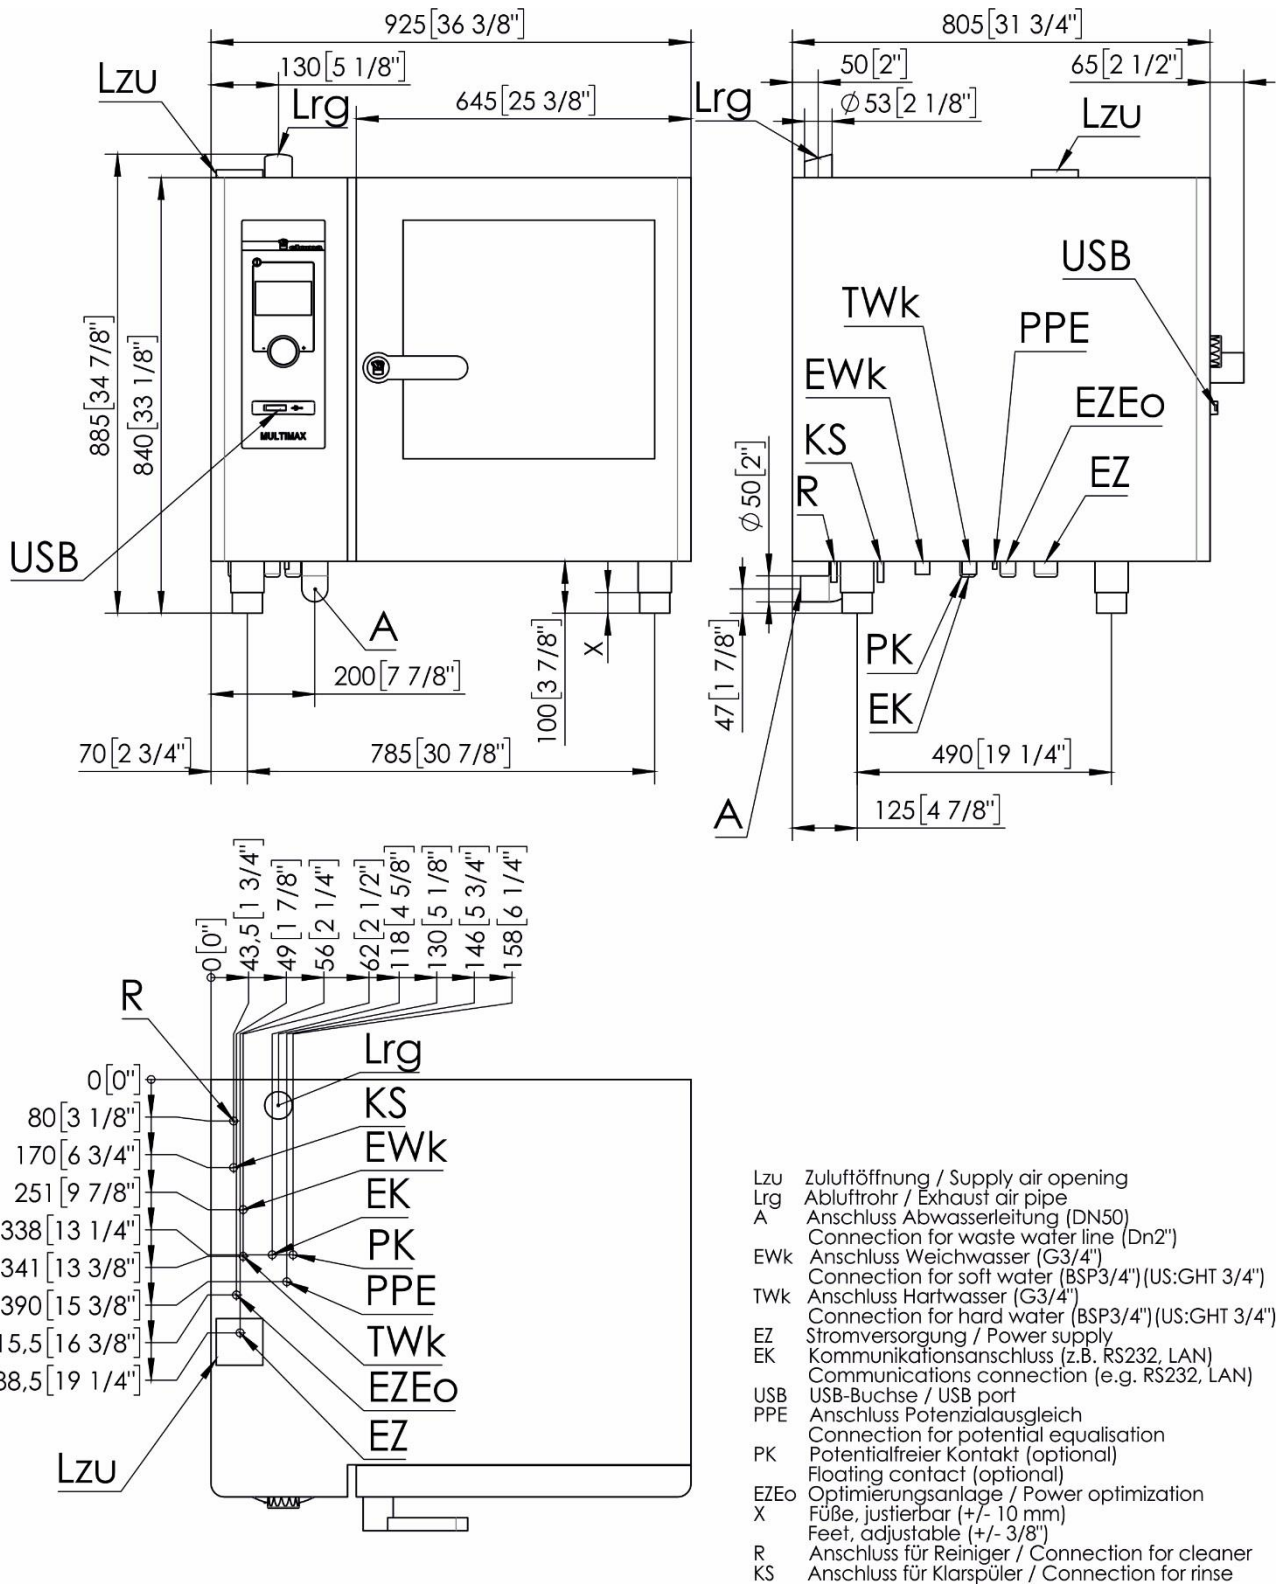 925[36 3/8"]
805[31 3/4"]
130[5 1/8"]
50[2"]
65[2 1/2"]
Lzu
Lrg
645[25 3/8"]
Lrg
Ø53[2 1/8"]
Lzu
885[34 7/8"]
840[33 1/8"]
MULTIMAX
USB
USB
TWk
PPE
EWk
EZEo
KS
EZ
R
Ø50[2"]
A
200[7 7/8"]
100[3 7/8"]
X
47[1 7/8"]
PK
EK
70[2 3/4"]
785[30 7/8"]
490[19 1/4"]
A
125[4 7/8"]
0[0"]
43,5[1 3/4"]
49[1 7/8"]
56[2 1/4"]
62[2 1/2"]
118[4 5/8"]
130[5 1/8"]
146[5 3/4"]
158[6 1/4"]
R
0[0"]
80[3 1/8"]
170[6 3/4"]
251[9 7/8"]
338[13 1/4"]
341[13 3/8"]
390[15 3/8"]
15,5[16 3/8"]
38,5[19 1/4"]
Lrg
KS
EWk
EK
PK
PPE
TWk
EZEo
EZ
Lzu
Lzu Zuluftöffnung / Supply air opening
Lrg Abluftrohr / Exhaust air pipe
A Anschluss Abwasserleitung (DN50)
Connection for waste water line (Dn2")
EWk Anschluss Weichwasser (G3/4")
Connection for soft water (BSP3/4")(US:GHT 3/4")
TWk Anschluss Hartwasser (G3/4")
Connection for hard water (BSP3/4")(US:GHT 3/4")
EZ Stromversorgung / Power supply
EK Kommunikationsanschluss (z.B. RS232, LAN)
Communications connection (e.g. RS232, LAN)
USB USB-Buchse / USB port
PPE Anschluss Potenzialausgleich
Connection for potential equalisation
PK Potentialfreier Kontakt (optional)
Floating contact (optional)
EZEo Optimierungsanlage / Power optimization
X Füße, justierbar (+/- 10 mm)
Feet, adjustable (+/- 3/8")
R Anschluss für Reiniger / Connection for cleaner
KS Anschluss für Klarspüler / Connection for rinse